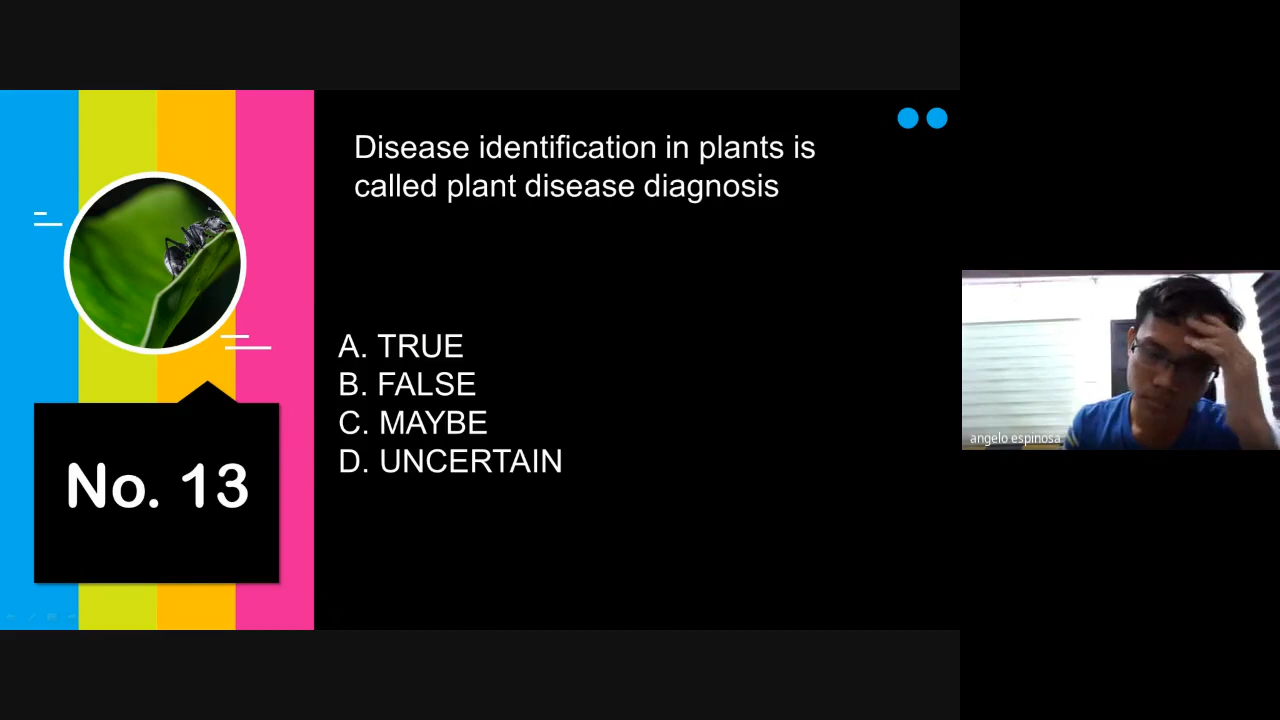 Disease identification in plants is
called plant disease diagnosis
A. TRUE
B. FALSE
C. MAYBE
D. UNCERTAIN
No. 13
angelo espinosa